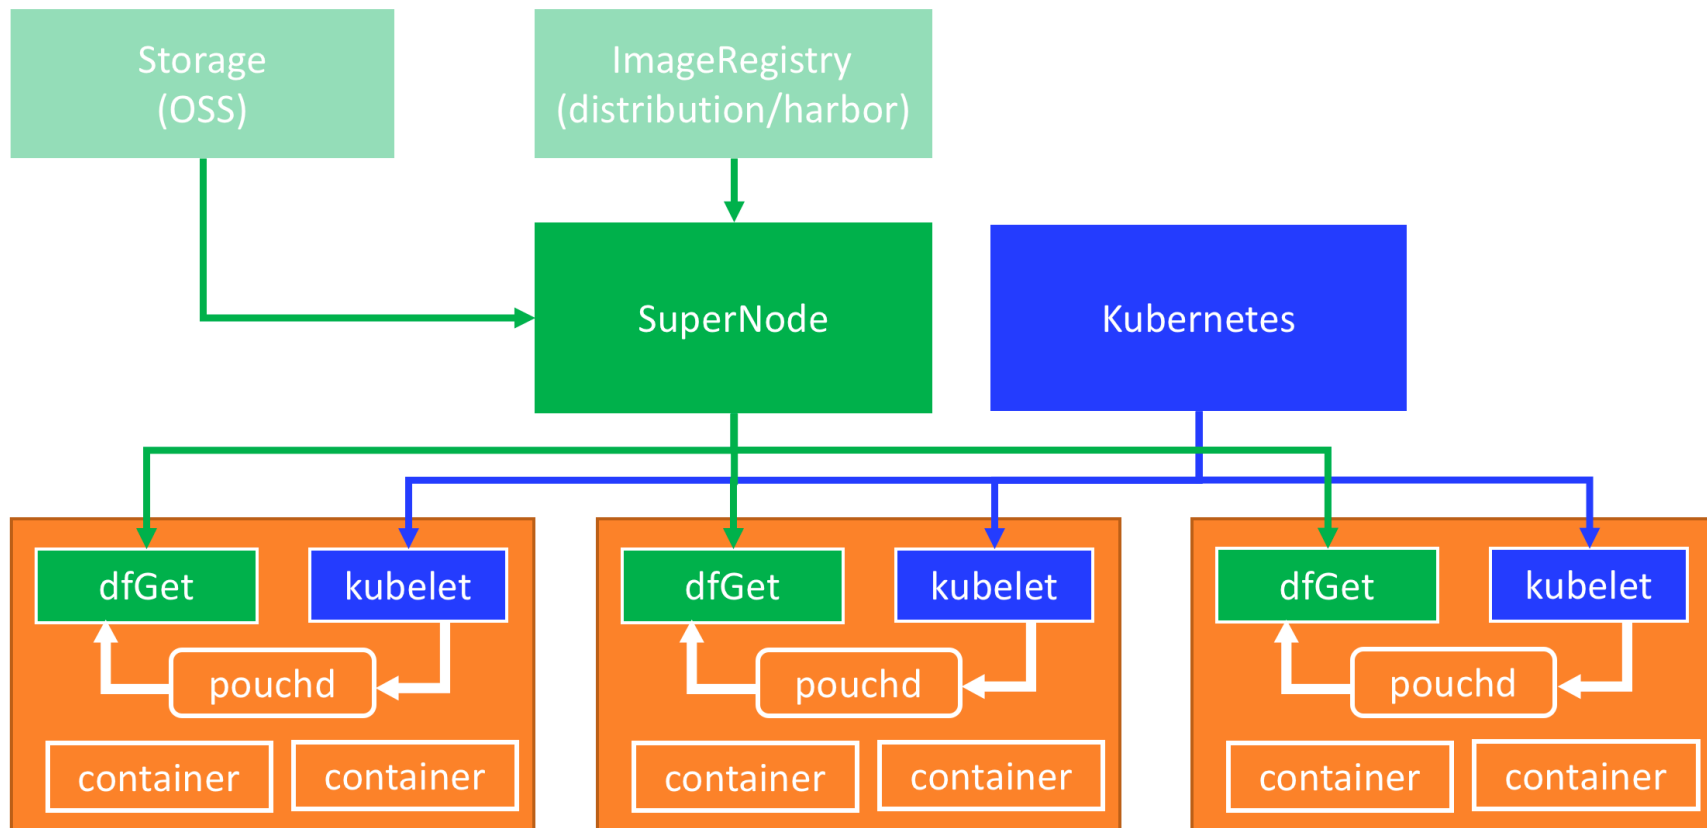 Storage
(OSS)
ImageRegistry
(distribution/harbor)
SuperNode
Kubernetes
dfGet
kubelet
pouchd
container
container
dfGet
kubelet
pouchd
container
container
dfGet
kubelet
pouchd
container
container